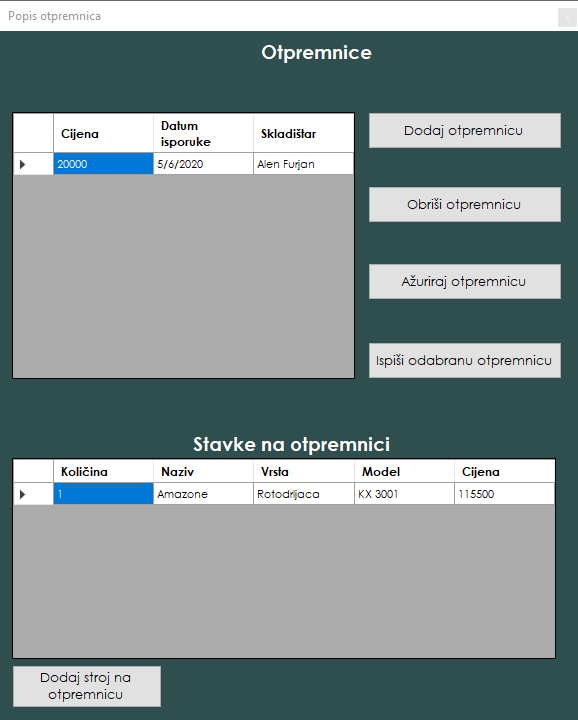 Popis otpremnica
Otpremnice
Cijena Datum isporuke Skladištar
20000 5/6/2020 Alen Furjan
Dodaj otpremnicu
Obriši otpremnicu
Ažuriraj otpremnicu
Ispiši odabranu otpremnicu
Stavke na otpremnici
Količina Naziv Vrsta Model Cijena
1 Amazone Rotodrljaca KX 3001 115500
Dodaj stroj na
otpremnicu